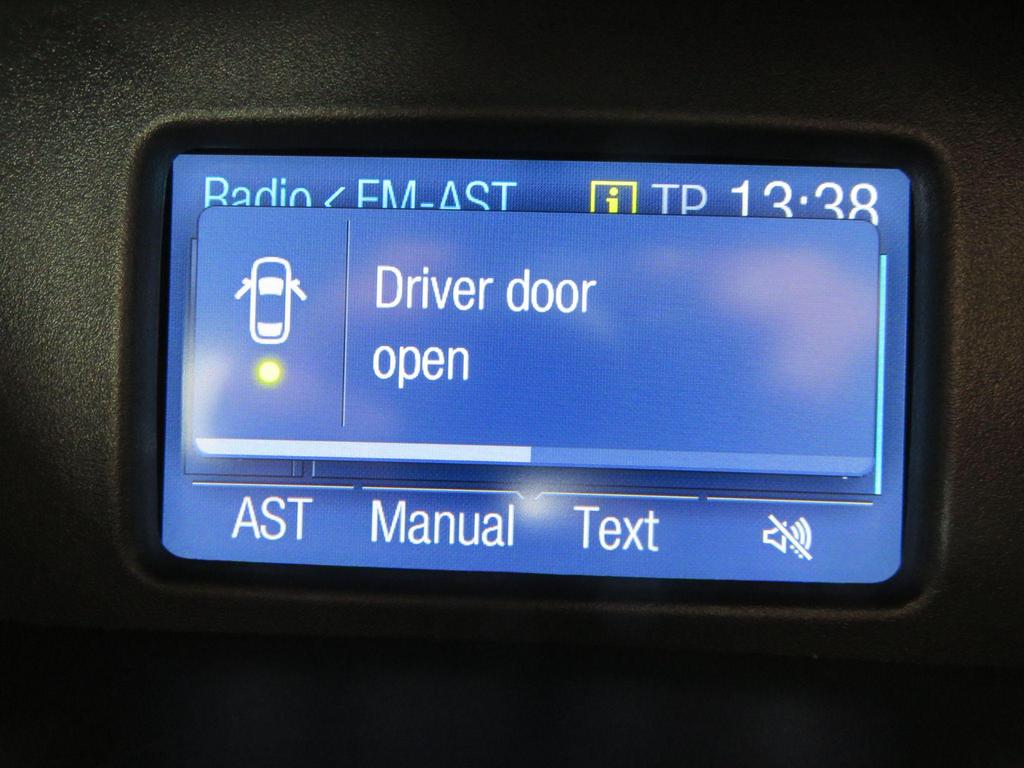 Radio < FM-AST i TP 13:38
Driver door
open
AST Manual Text